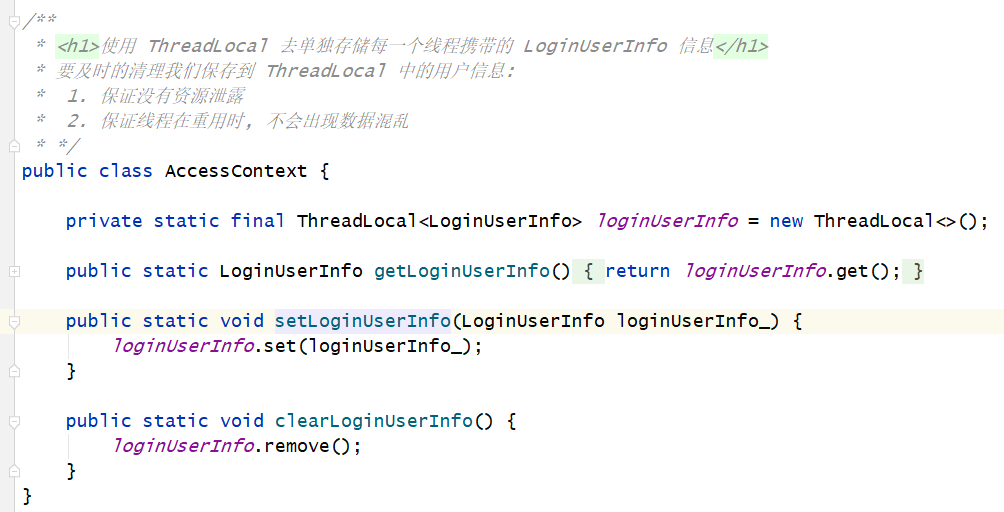 /**
 * <h1>使用 ThreadLocal 去单独存储每一个线程携带的 LoginUserInfo 信息</h1>
 * 要及时的清理我们保存到 ThreadLocal 中的用户信息:
 *  1. 保证没有资源泄露
 *  2. 保证线程在重用时, 不会出现数据混乱
 * */
public class AccessContext {
    private static final ThreadLocal<LoginUserInfo> loginUserInfo = new ThreadLocal<>();
    public static LoginUserInfo getLoginUserInfo() { return loginUserInfo.get(); }
    public static void setLoginUserInfo(LoginUserInfo loginUserInfo_) {
        loginUserInfo.set(loginUserInfo_);
    }
    public static void clearLoginUserInfo() {
        loginUserInfo.remove();
    }
}